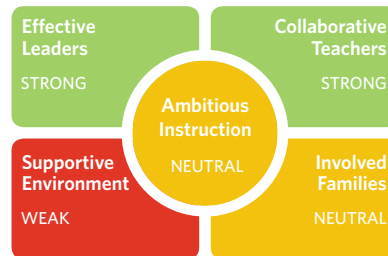 Effective
Leaders
STRONG
Collaborative
Teachers
STRONG
Ambitious
Instruction
NEUTRAL
Supportive
Environment
WEAK
Involved
Families
NEUTRAL